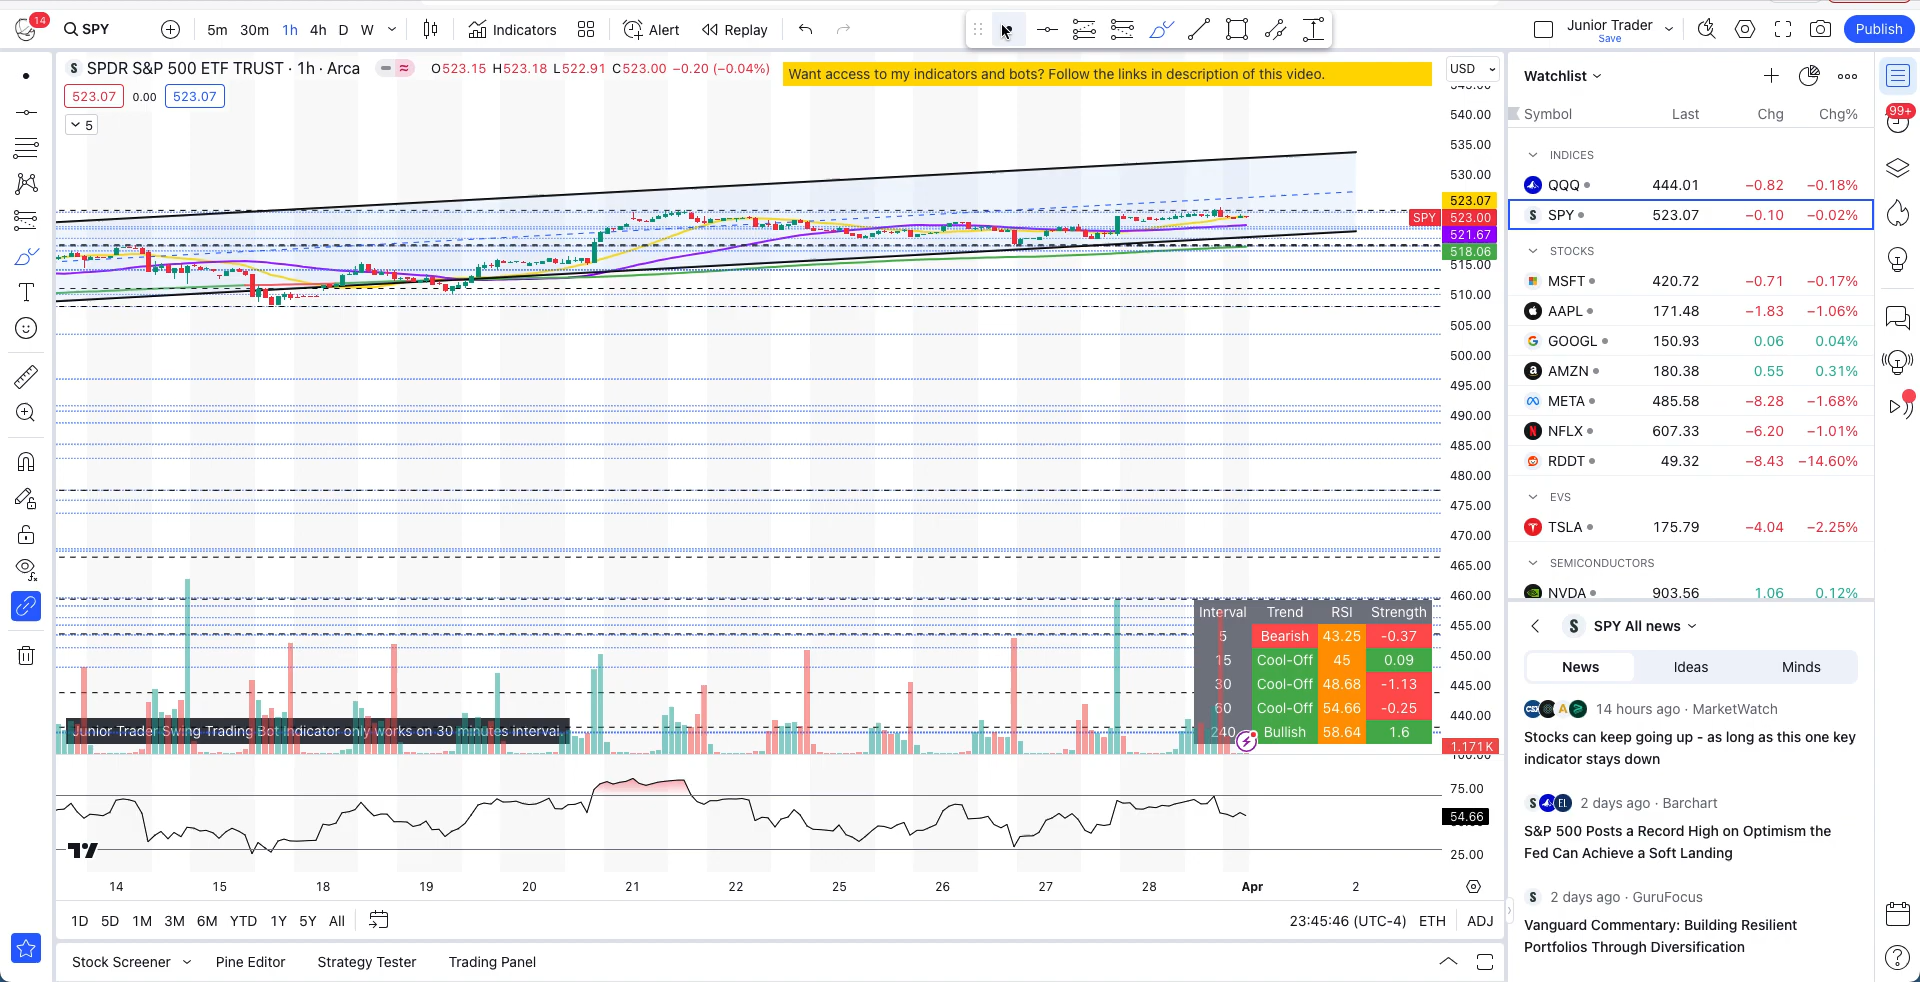 14
SPY
5m 30m 1h 4h D W
Indicators
Alert
Replay
Junior Trader
Save
Publish
SPDR S&P 500 ETF TRUST · 1h · Arca
O523.15 H523.18 L522.91 C523.00 −0.20 (−0.04%)
Want access to my indicators and bots? Follow the links in description of this video.
USD
523.07 0.00 523.07
5
540.00
535.00
530.00
523.07
SPY 523.00
521.67
518.06
515.00
510.00
505.00
500.00
495.00
490.00
485.00
480.00
475.00
470.00
465.00
460.00
455.00
450.00
445.00
440.00
1.171K
75.00
54.66
25.00
Interval Trend RSI Strength
5 Bearish 43.25 -0.37
15 Cool-Off 45 0.09
30 Cool-Off 48.68 -1.13
60 Cool-Off 54.66 -0.25
240 Bullish 58.64 1.6
Junior Trader Swing Trading Bot Indicator only works on 30 minutes interval.
14 15 18 19 20 21 22 25 26 27 28 Apr 2
1D 5D 1M 3M 6M YTD 1Y 5Y All
23:45:46 (UTC-4) ETH ADJ
Stock Screener Pine Editor Strategy Tester Trading Panel
Watchlist
Symbol Last Chg Chg%
INDICES
QQQ 444.01 −0.82 −0.18%
SPY 523.07 −0.10 −0.02%
STOCKS
MSFT 420.72 −0.71 −0.17%
AAPL 171.48 −1.83 −1.06%
GOOGL 150.93 0.06 0.04%
AMZN 180.38 0.55 0.31%
META 485.58 −8.28 −1.68%
NFLX 607.33 −6.20 −1.01%
RDDT 49.32 −8.43 −14.60%
EVS
TSLA 175.79 −4.04 −2.25%
SEMICONDUCTORS
NVDA 903.56 1.06 0.12%
SPY All news
News Ideas Minds
14 hours ago · MarketWatch
Stocks can keep going up - as long as this one key
indicator stays down
2 days ago · Barchart
S&P 500 Posts a Record High on Optimism the
Fed Can Achieve a Soft Landing
2 days ago · GuruFocus
Vanguard Commentary: Building Resilient
Portfolios Through Diversification
99+